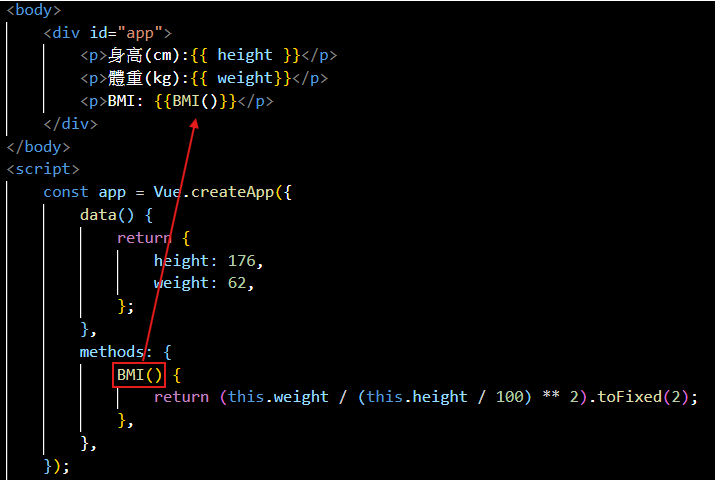 <body>
<div id="app">
<p>身高(cm):{{ height }}</p>
<p>體重(kg):{{ weight}}</p>
<p>BMI: {{BMI()}}</p>
</div>
</body>
<script>
const app = Vue.createApp({
data() {
return {
height: 176,
weight: 62,
};
},
methods: {
BMI() {
return (this.weight / (this.height / 100) ** 2).toFixed(2);
},
},
});